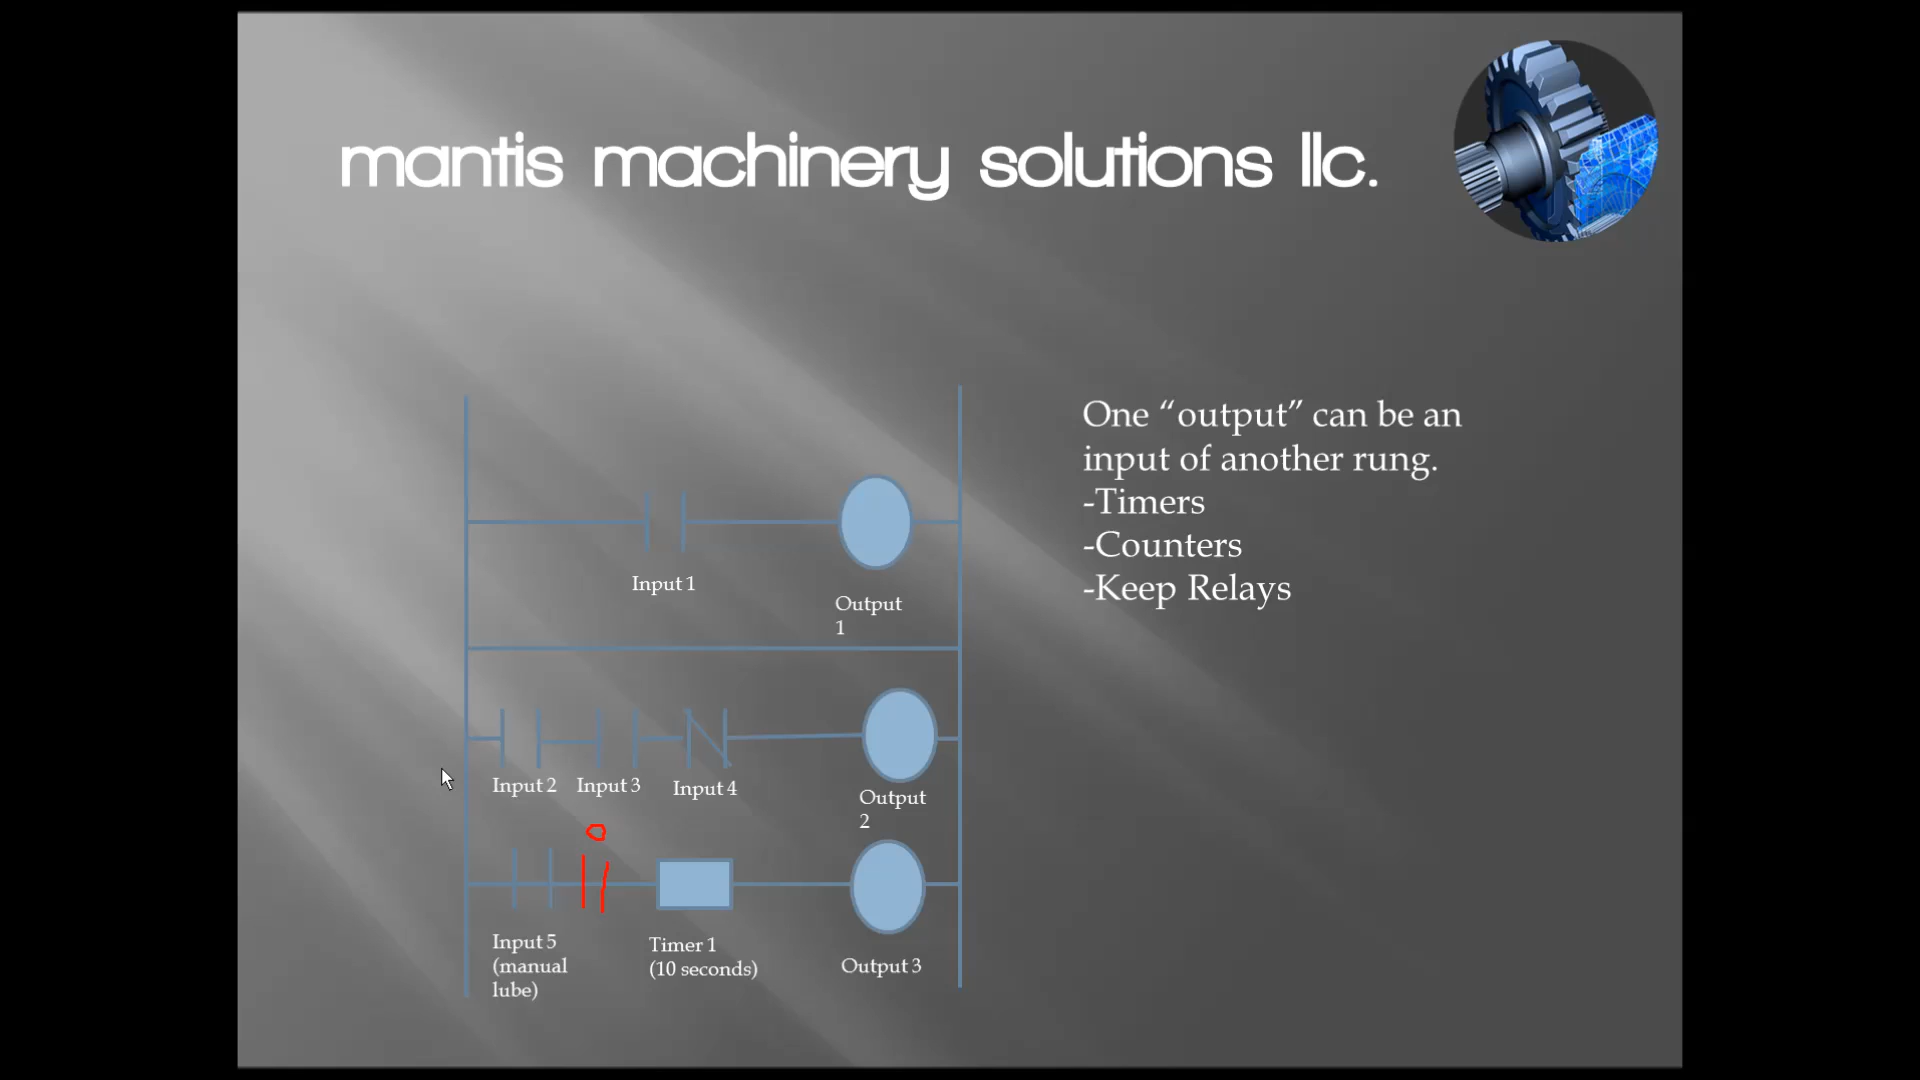 mantis machinery solutions llc.
One “output” can be an
input of another rung.
-Timers
-Counters
-Keep Relays
Input 1
Output
1
Input 2
Input 3
Input 4
Output
2
Input 5
(manual
lube)
Timer 1
(10 seconds)
Output 3